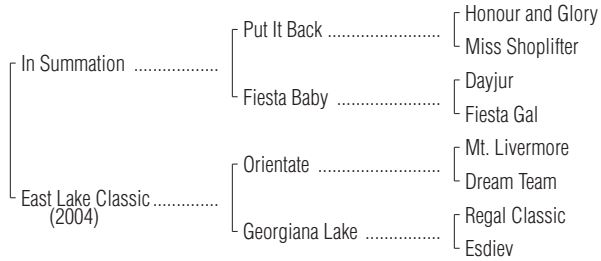 Honour and Glory
Put It Back ......................
Miss Shoplifter
In Summation .................
Dayjur
Fiesta Baby ....................
Fiesta Gal
Mt. Livermore
Orientate ........................
Dream Team
East Lake Classic .............
(2004)
Regal Classic
Georgiana Lake ...............
Esdiev